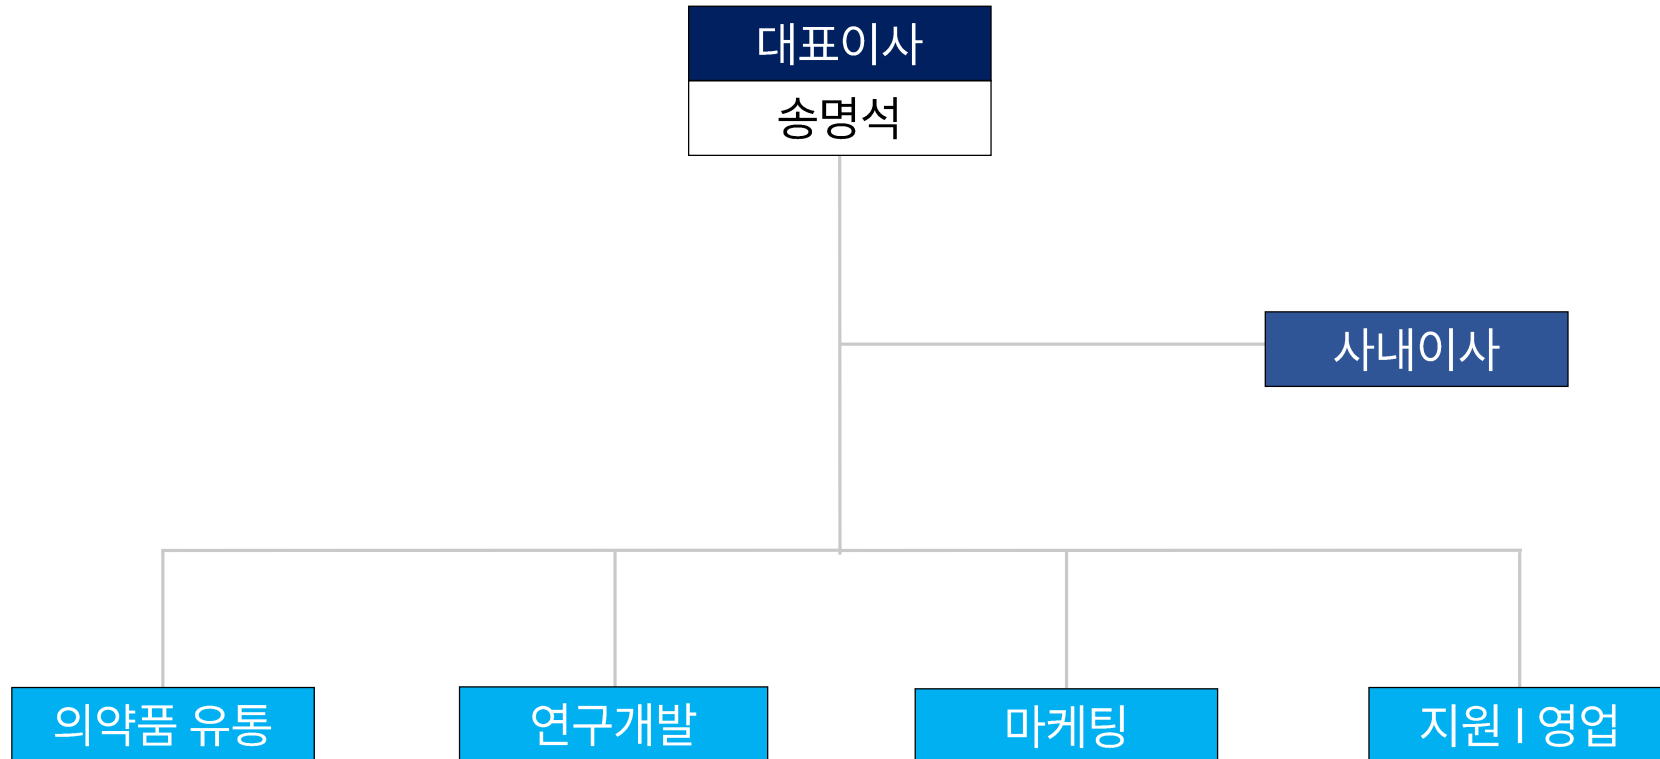 대표이사
송명석
사내이사
의약품 유통
연구개발
마케팅
지원 I 영업